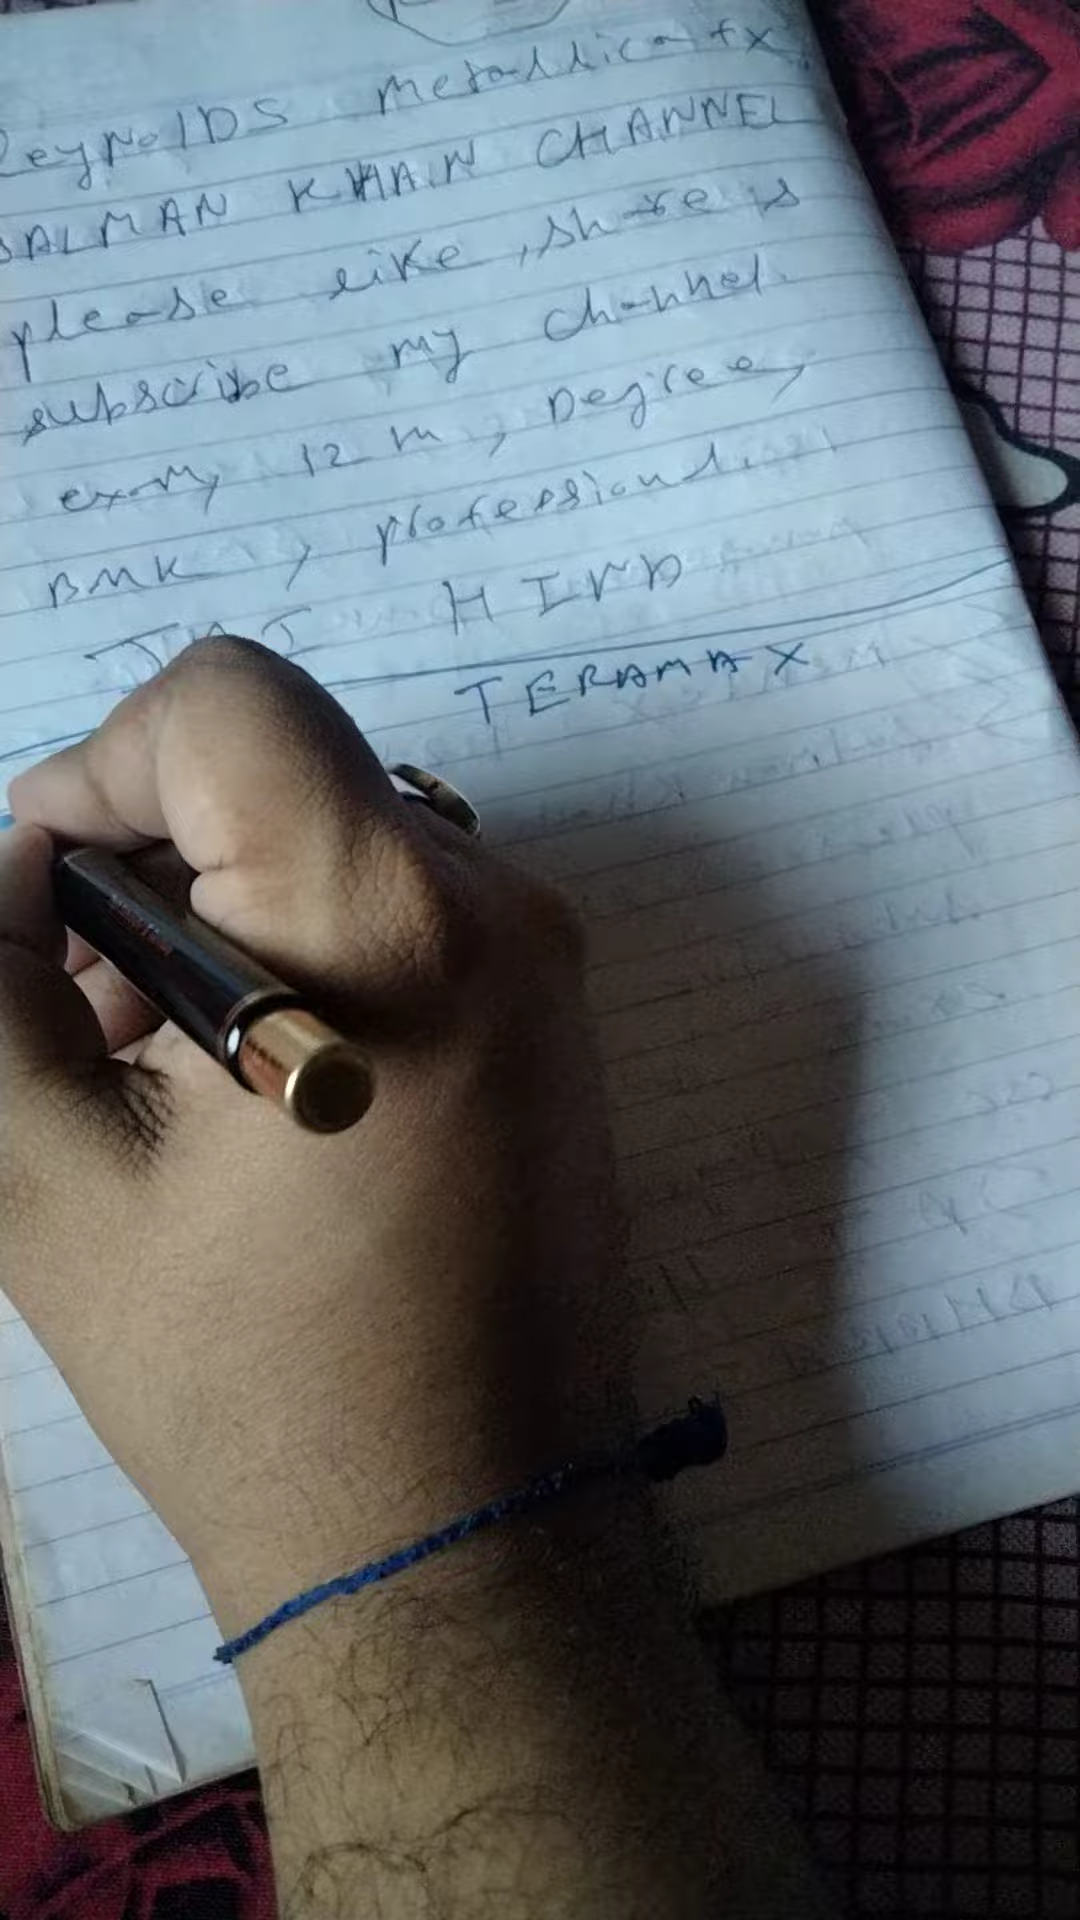 ReyNolDS Metallica fx.
SALMAN KHAN CHANNEL
please like, share &
subscribe my channel.
exam, 12 m, Degree,
BMK, professional.
JAI HIND
TERAMAX